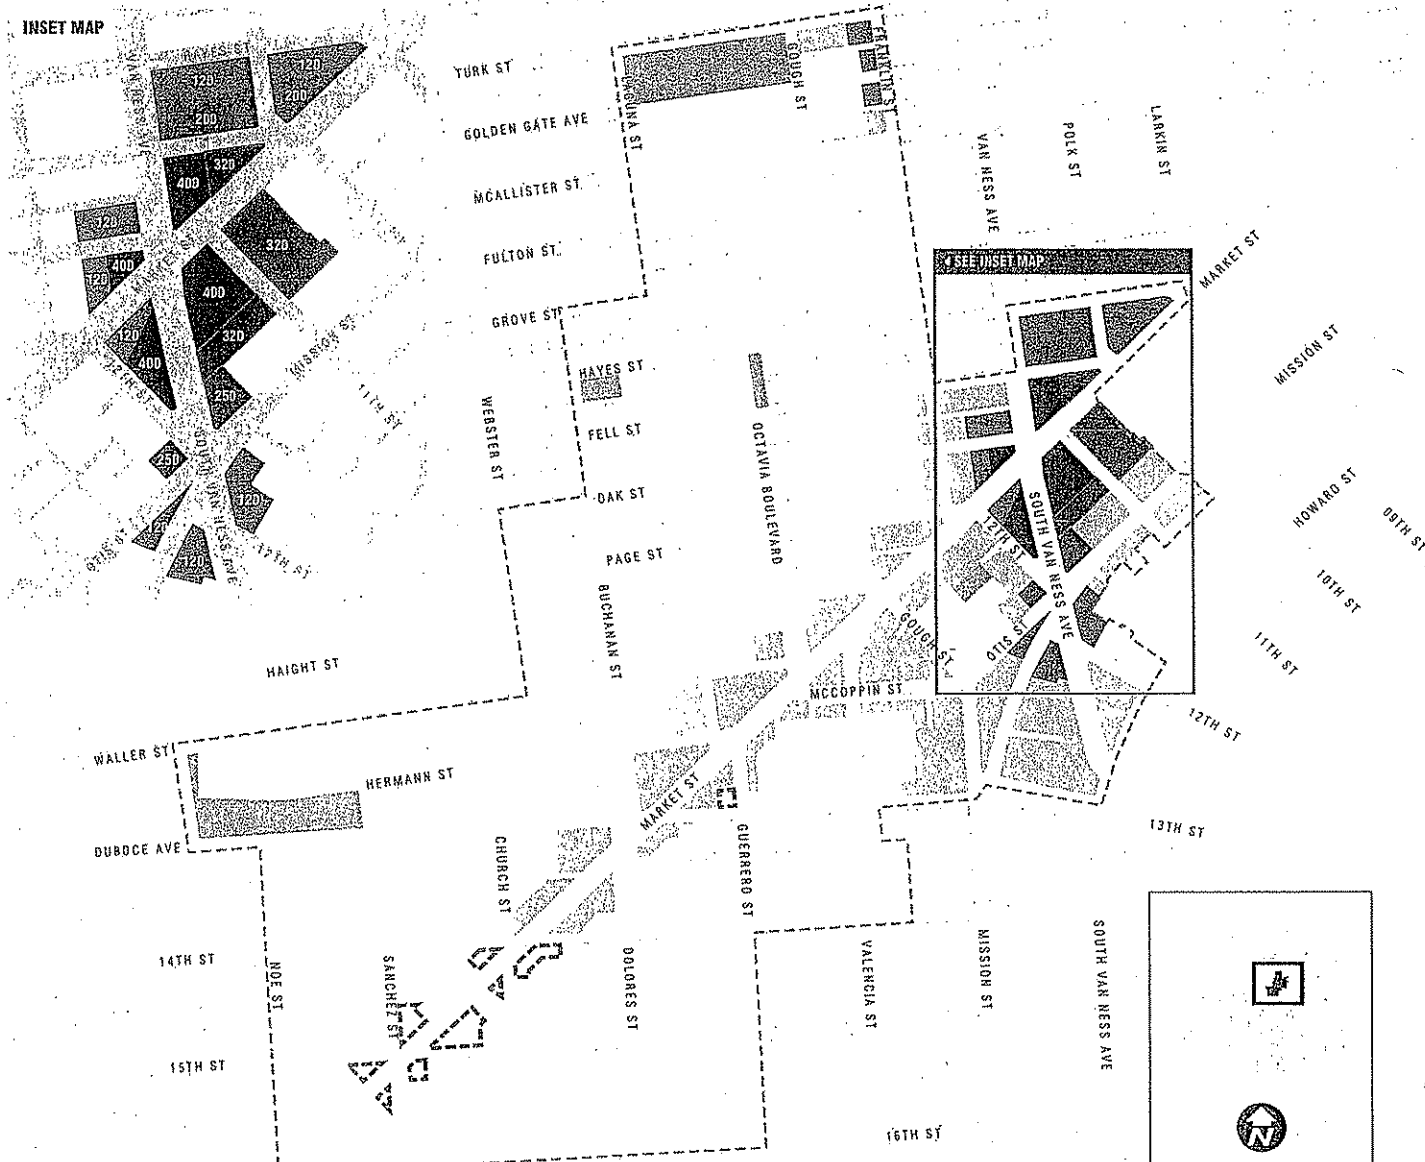 INSET MAP
HAYES ST
VAN NESS AVE
120
120
200
200
320
400
120
320
120
400
MARKET ST
400
120
320
400
MISSION ST
12TH ST
250
11TH ST
250
SOUTH VAN NESS AVE
120
120
OTIS ST
120
TURK ST
GOLDEN GATE AVE
MCALLISTER ST
FULTON ST
GROVE ST
HAYES ST
FELL ST
OAK ST
PAGE ST
HAIGHT ST
WALLER ST
HERMANN ST
DUBOCE AVE
14TH ST
15TH ST
16TH ST
LAGUNA ST
GOUGH ST
FRANKLIN ST
VAN NESS AVE
POLK ST
LARKIN ST
SEE INSET MAP
MARKET ST
MISSION ST
HOWARD ST
09TH ST
10TH ST
11TH ST
12TH ST
13TH ST
WEBSTER ST
OCTAVIA BOULEVARD
BUCHANAN ST
12TH ST
SOUTH VAN NESS AVE
GOUGH ST
OTIS ST
MCCOPPIN ST
MARKET ST
CHURCH ST
GUERRERO ST
NOE ST
SANCHEZ ST
DOLORES ST
VALENCIA ST
MISSION ST
SOUTH VAN NESS AVE
N